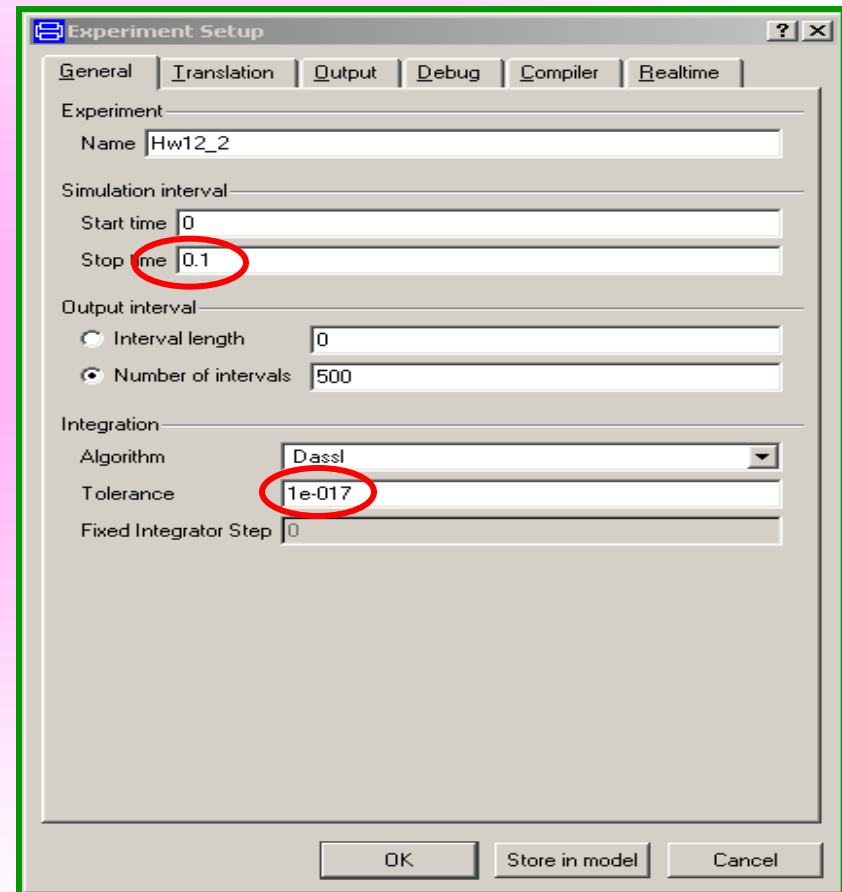 Experiment Setup
General Translation Output Debug Compiler Realtime
Experiment
Name Hw12_2
Simulation interval
Start time 0
Stop time 0.1
Output interval
Interval length 0
Number of intervals 500
Integration
Algorithm Dassl
Tolerance 1e-017
Fixed Integrator Step 0
OK Store in model Cancel